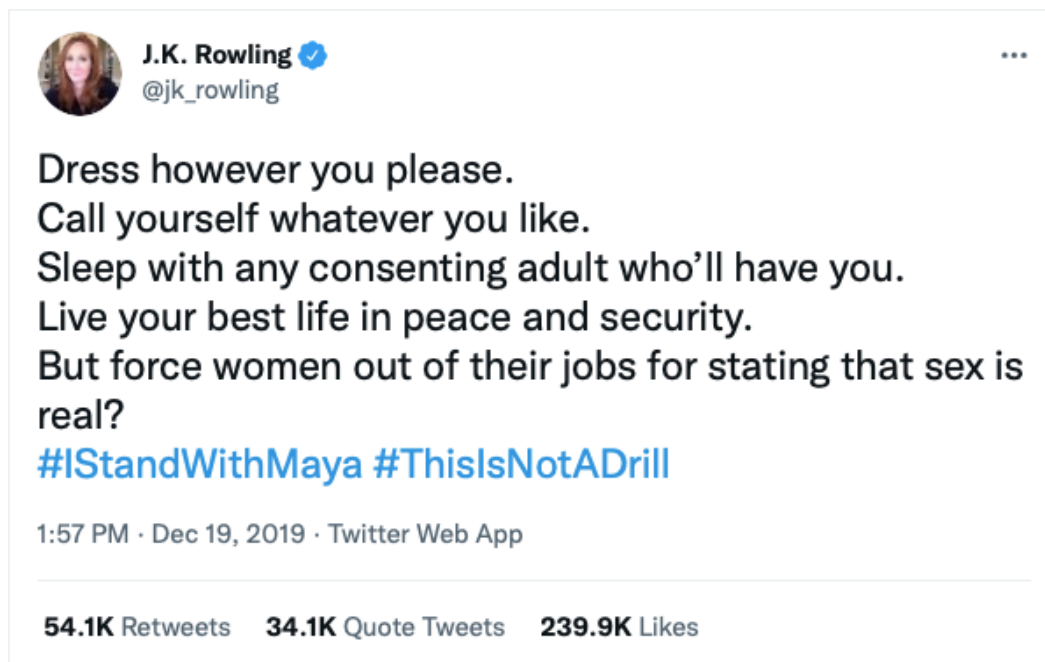 J.K. Rowling
@jk_rowling
Dress however you please.
Call yourself whatever you like.
Sleep with any consenting adult who’ll have you.
Live your best life in peace and security.
But force women out of their jobs for stating that sex is
real?
#IStandWithMaya #ThisIsNotADrill
1:57 PM · Dec 19, 2019 · Twitter Web App
54.1K Retweets 34.1K Quote Tweets 239.9K Likes